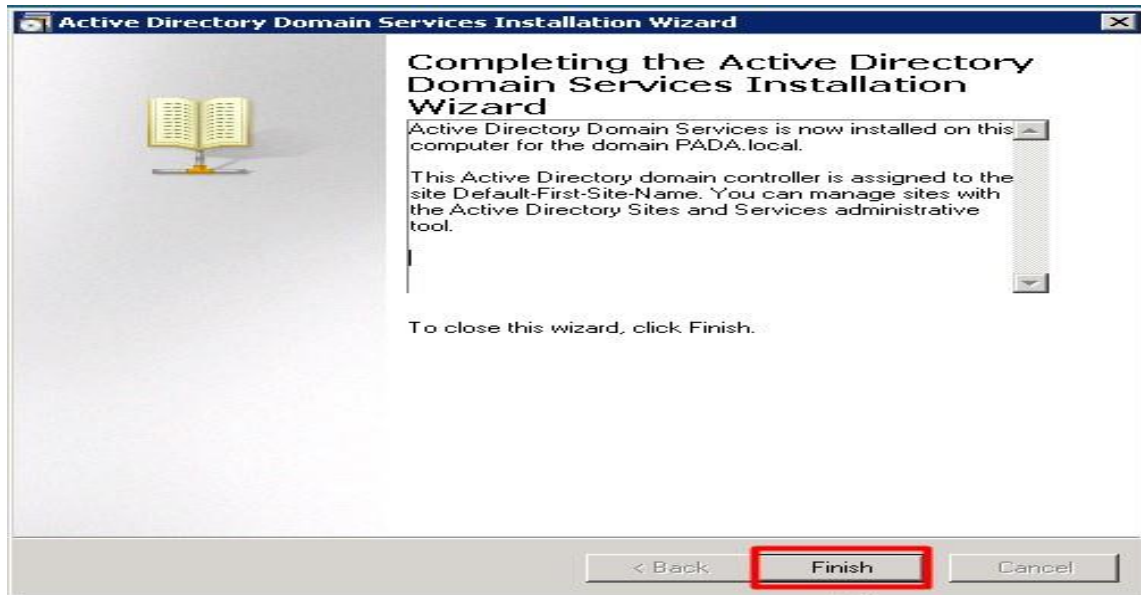 Active Directory Domain Services Installation Wizard
Completing the Active Directory
Domain Services Installation
Wizard
Active Directory Domain Services is now installed on this
computer for the domain PADA.local.
This Active Directory domain controller is assigned to the
site Default-First-Site-Name. You can manage sites with
the Active Directory Sites and Services administrative
tool.
To close this wizard, click Finish.
< Back
Finish
Cancel